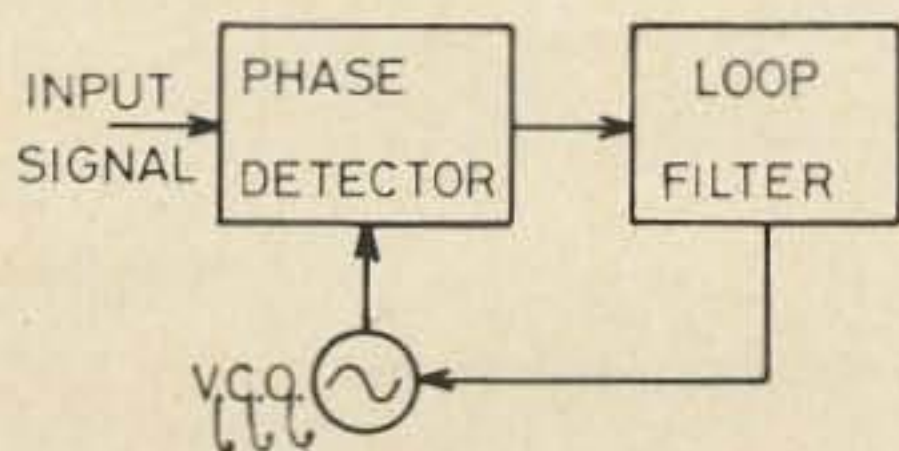 INPUT
SIGNAL
PHASE
DETECTOR
LOOP
FILTER
V.C.O.